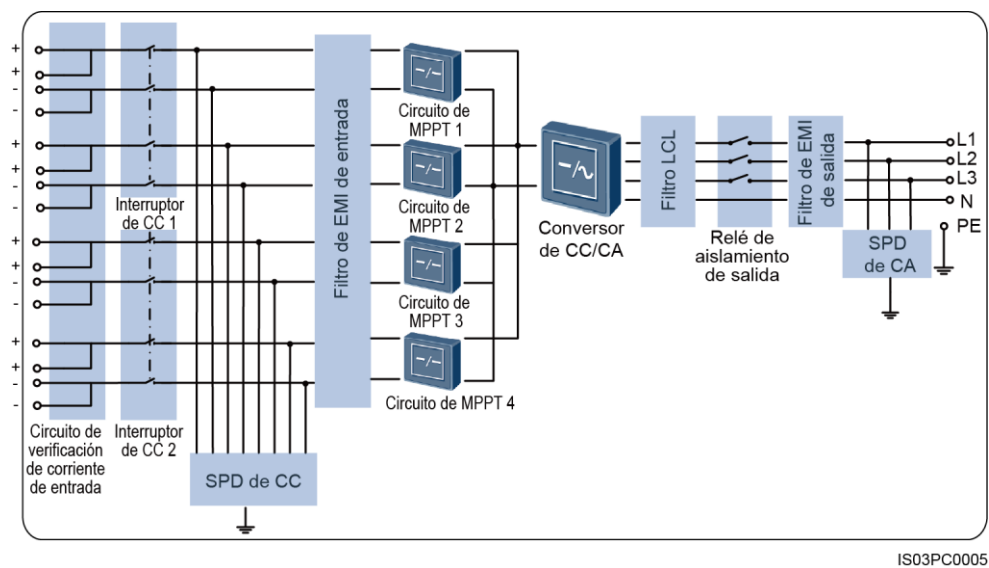 +
+
-
-
+
+
-
-
+
+
-
-
+
+
-
-
Circuito de
verificación
de corriente
de entrada
Interruptor
de CC 1
Interruptor
de CC 2
SPD de CC
Filtro de EMI de entrada
Circuito de
MPPT 1
Circuito de
MPPT 2
Circuito de
MPPT 3
Circuito de MPPT 4
Conversor
de CC/CA
Filtro LCL
Relé de
aislamiento
de salida
Filtro de EMI
de salida
SPD
de CA
L1
L2
L3
N
PE
IS03PC0005